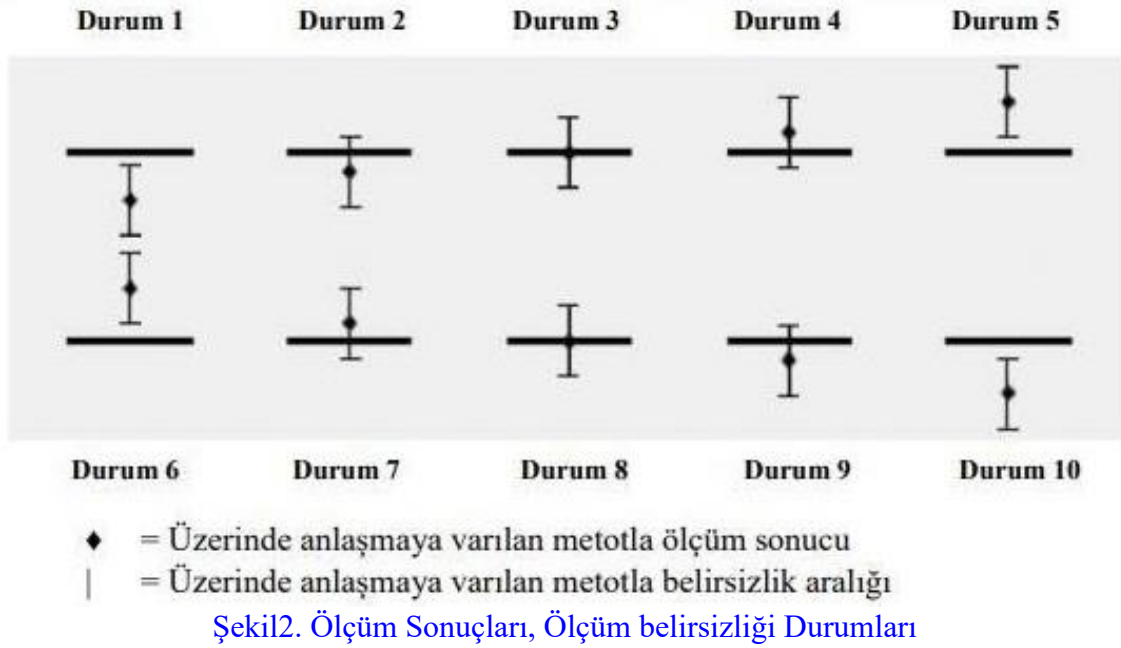 Durum 1 Durum 2 Durum 3 Durum 4 Durum 5
Durum 6 Durum 7 Durum 8 Durum 9 Durum 10
♦ = Üzerinde anlaşmaya varılan metotla ölçüm sonucu
| = Üzerinde anlaşmaya varılan metotla belirsizlik aralığı
Şekil2. Ölçüm Sonuçları, Ölçüm belirsizliği Durumları